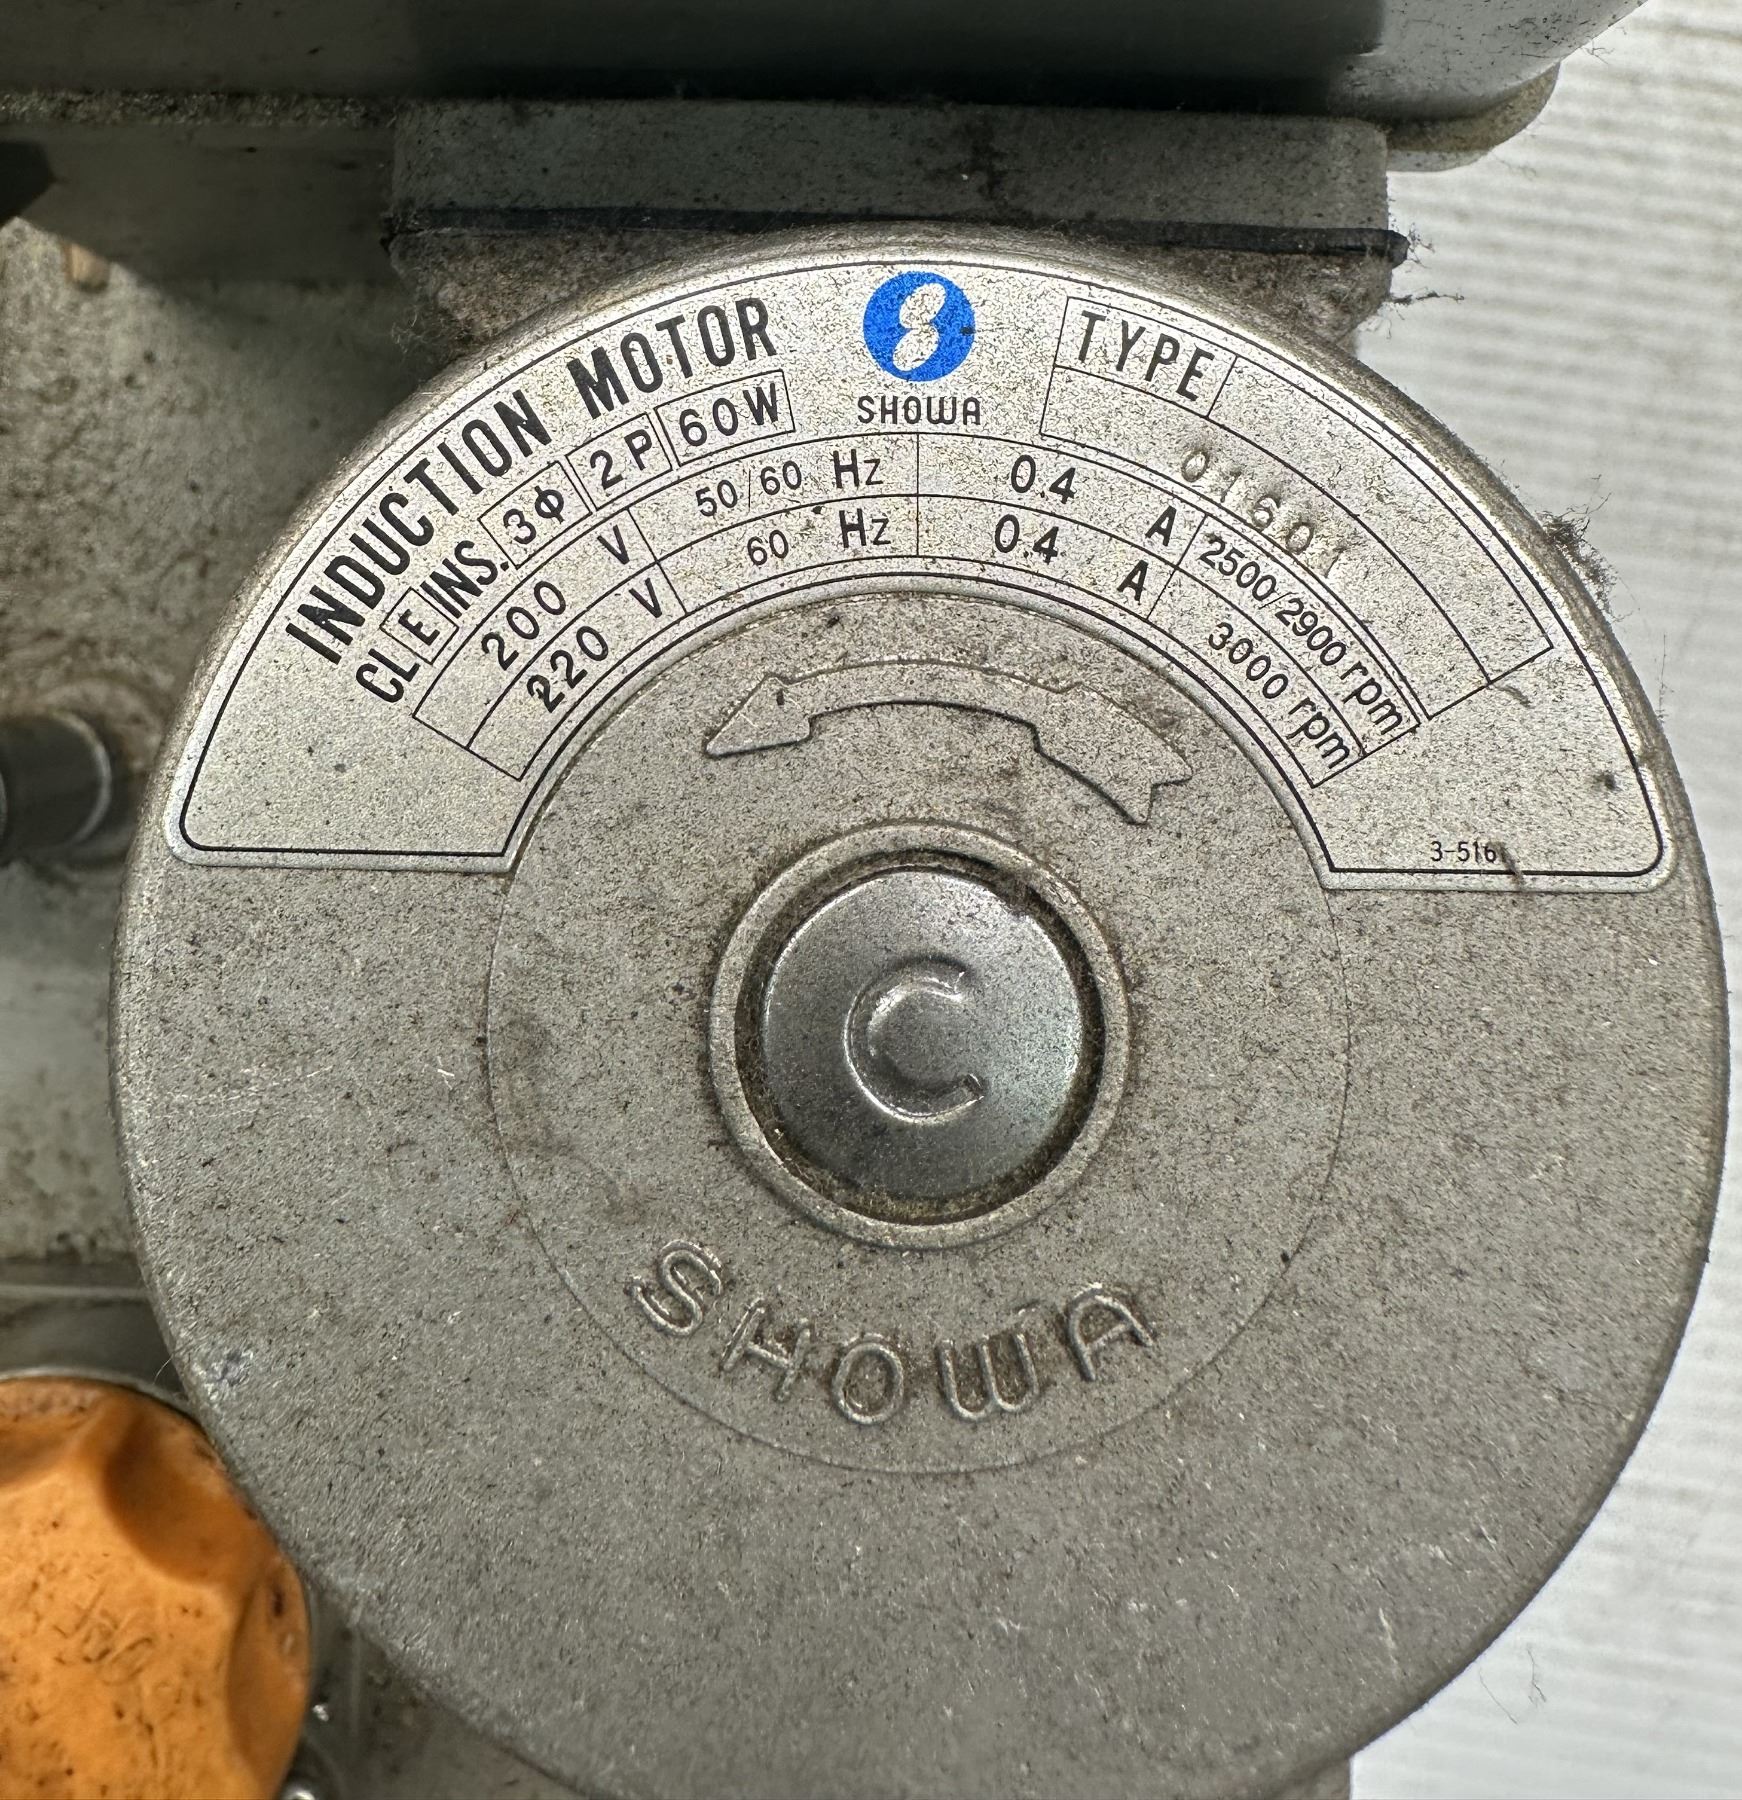 INDUCTION MOTOR
CL E INS. 3Φ 2P 60W
SHOWA
TYPE
01601
200 V 50/60 Hz 0.4 A 2500/2900 rpm
220 V 60 Hz 0.4 A 3000 rpm
3-516
C
SHOWA